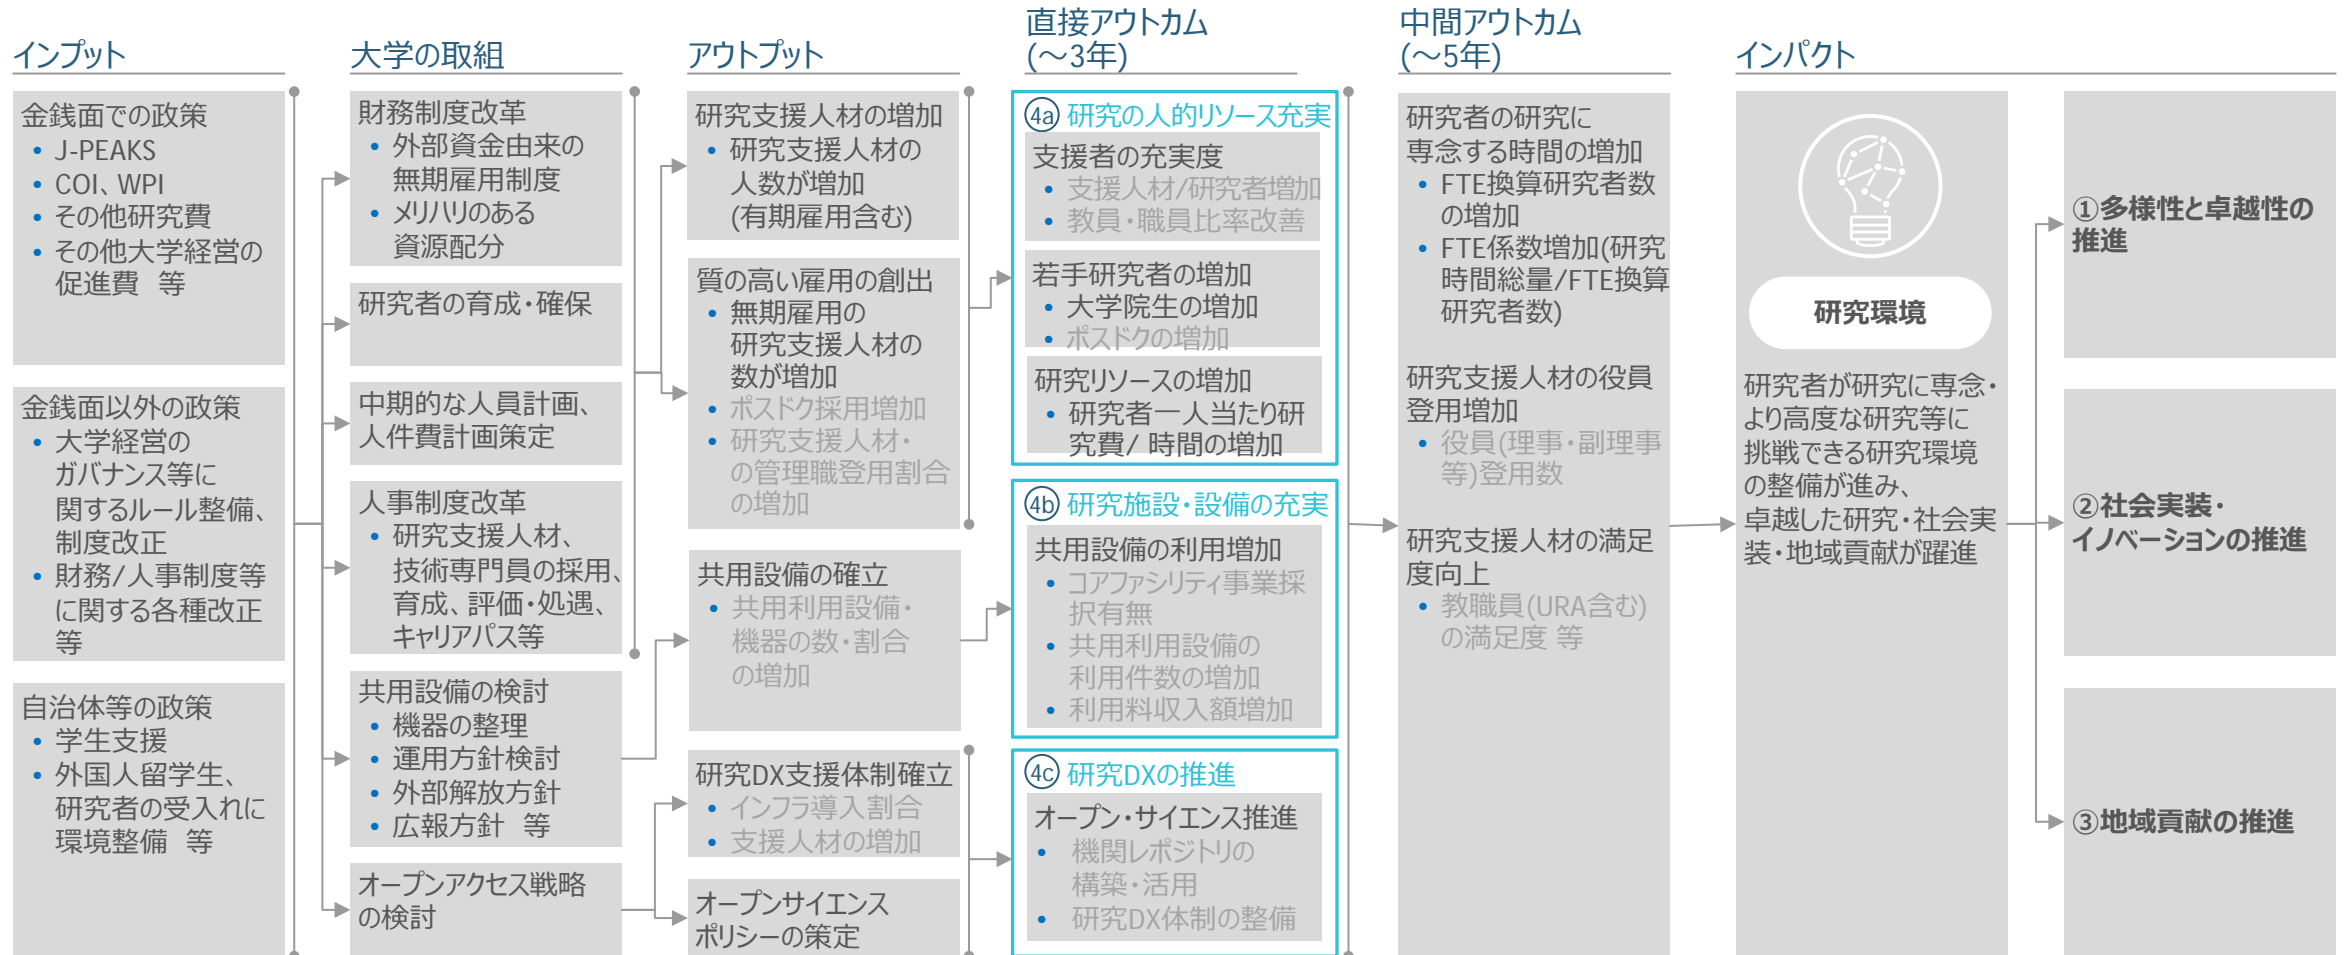 インプット
金銭面での政策
• J-PEAKS
• COI、WPI
• その他研究費
• その他大学経営の
促進費　等
金銭面以外の政策
• 大学経営の
ガバナンス等に
関するルール整備、
制度改正
• 財務/人事制度等
に関する各種改正
等
自治体等の政策
• 学生支援
• 外国人留学生、
研究者の受入れに
環境整備　等
大学の取組
財務制度改革
• 外部資金由来の
無期雇用制度
• メリハリのある
資源配分
研究者の育成・確保
中期的な人員計画、
人件費計画策定
人事制度改革
• 研究支援人材、
技術専門員の採用、
育成、評価・処遇、
キャリアパス等
共用設備の検討
• 機器の整理
• 運用方針検討
• 外部解放方針
• 広報方針　等
オープンアクセス戦略
の検討
アウトプット
研究支援人材の増加
• 研究支援人材の
人数が増加
(有期雇用含む)
質の高い雇用の創出
• 無期雇用の
研究支援人材の
数が増加
• ポスドク採用増加
• 研究支援人材・
の管理職登用割合
の増加
共用設備の確立
• 共用利用設備・
機器の数・割合
の増加
研究DX支援体制確立
• インフラ導入割合
• 支援人材の増加
オープンサイエンス
ポリシーの策定
直接アウトカム
(～3年)
4a 研究の人的リソース充実
支援者の充実度
• 支援人材/研究者増加
• 教員・職員比率改善
若手研究者の増加
• 大学院生の増加
• ポスドクの増加
研究リソースの増加
• 研究者一人当たり研
究費/ 時間の増加
4b 研究施設・設備の充実
共用設備の利用増加
• コアファシリティ事業採
択有無
• 共用利用設備の
利用件数の増加
• 利用料収入額増加
4c 研究DXの推進
オープン・サイエンス推進
• 機関レポジトリの
構築・活用
• 研究DX体制の整備
中間アウトカム
(～5年)
研究者の研究に
専念する時間の増加
• FTE換算研究者数
の増加
• FTE係数増加(研究
時間総量/FTE換算
研究者数)
研究支援人材の役員
登用増加
• 役員(理事・副理事
等)登用数
研究支援人材の満足
度向上
• 教職員(URA含む)
の満足度 等
インパクト
研究環境
研究者が研究に専念・
より高度な研究等に
挑戦できる研究環境
の整備が進み、
卓越した研究・社会実
装・地域貢献が躍進
①多様性と卓越性の
推進
②社会実装・
イノベーションの推進
③地域貢献の推進